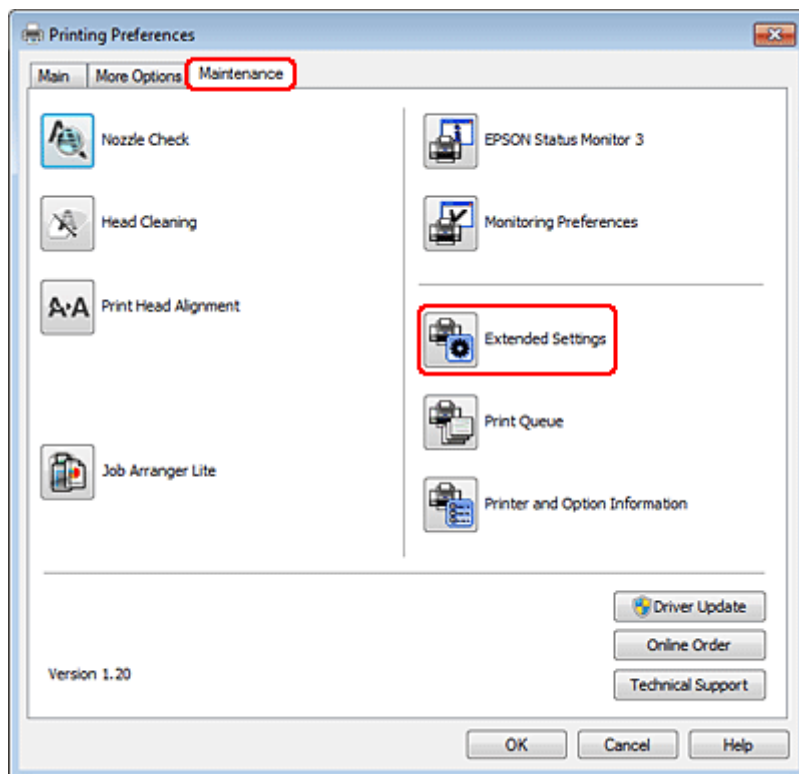 Printing Preferences
Main
More Options
Maintenance
Nozzle Check
Head Cleaning
A·A
Print Head Alignment
Job Arranger Lite
EPSON Status Monitor 3
Monitoring Preferences
Extended Settings
Print Queue
Printer and Option Information
Version 1.20
Driver Update
Online Order
Technical Support
OK
Cancel
Help